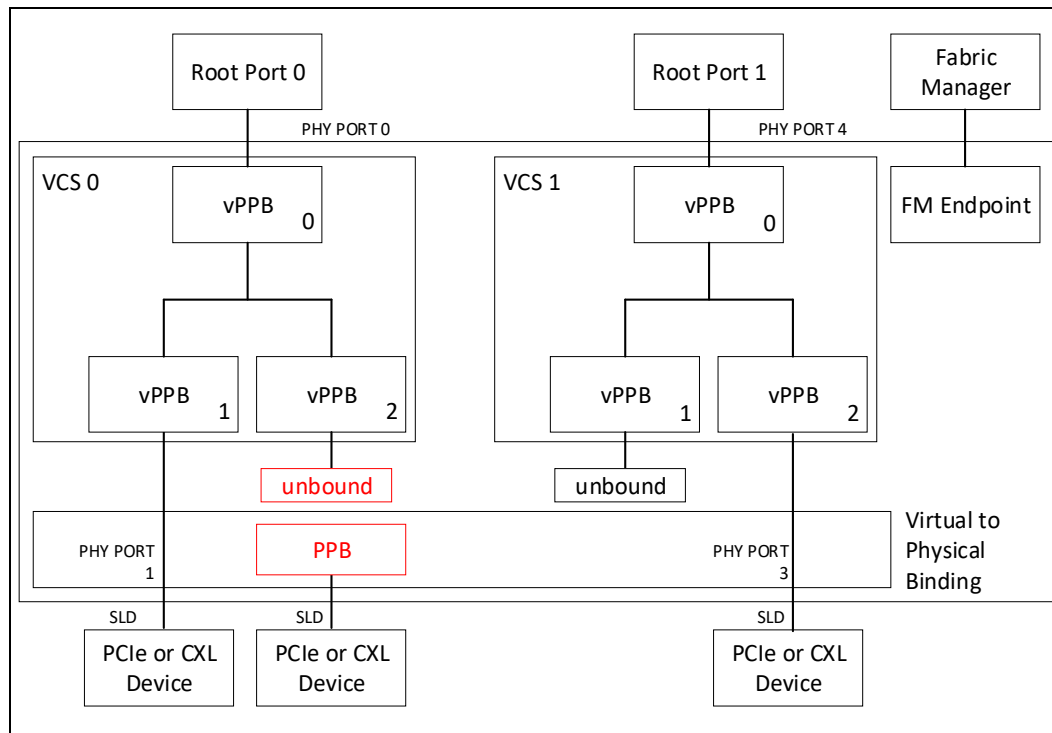 Root Port 0
Root Port 1
Fabric
Manager
PHY PORT 0
PHY PORT 4
VCS 0
vPPB
0
VCS 1
vPPB
0
FM Endpoint
vPPB
1
vPPB
2
vPPB
1
vPPB
2
unbound
unbound
PHY PORT
1
PPB
PHY PORT
3
Virtual to
Physical
Binding
SLD
SLD
SLD
PCIe or CXL
Device
PCIe or CXL
Device
PCIe or CXL
Device